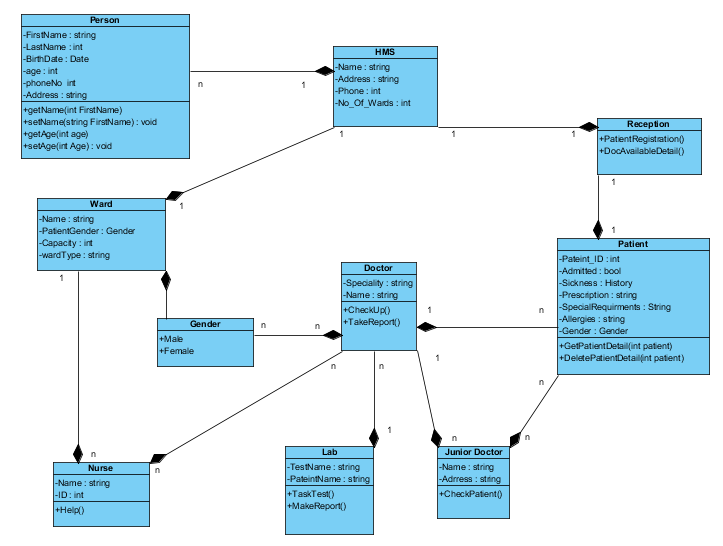 Person
-FirstName : string
-LastName : int
-BirthDate : Date
-age : int
-phoneNo  int
-Address : string
+getName(int FirstName)
+setName(string FirstName) : void
+getAge(int age)
+setAge(int Age) : void
n
1
HMS
-Name : string
-Address : string
-Phone : int
-No_Of_Wards : int
1
1
1
Reception
+PatientRegistration()
+DocAvailableDetail()
1
1
Ward
-Name : string
-PatientGender : Gender
-Capacity : int
-wardType : string
1
1
Gender
+Male
+Female
n
n
Doctor
-Speciality : string
-Name : string
+CheckUp()
+TakeReport()
1
n
n
n
1
Patient
-Pateint_ID : int
-Admitted : bool
-Sickness : History
-Prescription : string
-SpecialRequirments : String
-Allergies : string
-Gender : Gender
+GetPatientDetail(int patient)
+DeletePatientDetail(int patient)
n
n
n
1
n
n
Nurse
-Name : string
-ID : int
+Help()
Lab
-TestName : string
-PateintName : string
+TaskTest()
+MakeReport()
Junior Doctor
-Name : string
-Adrress : string
+CheckPatient()